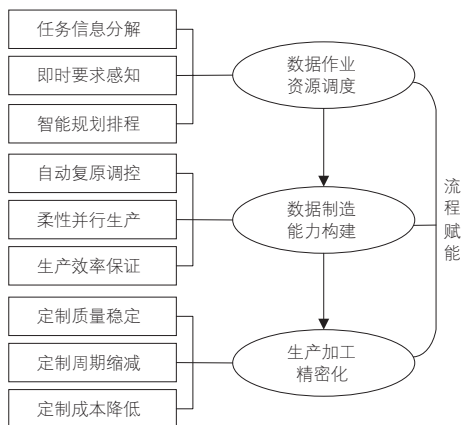 任务信息分解
即时要求感知
智能规划排程
数据作业
资源调度
自动复原调控
柔性并行生产
生产效率保证
数据制造
能力构建
定制质量稳定
定制周期缩减
定制成本降低
生产加工
精密化
流程赋能